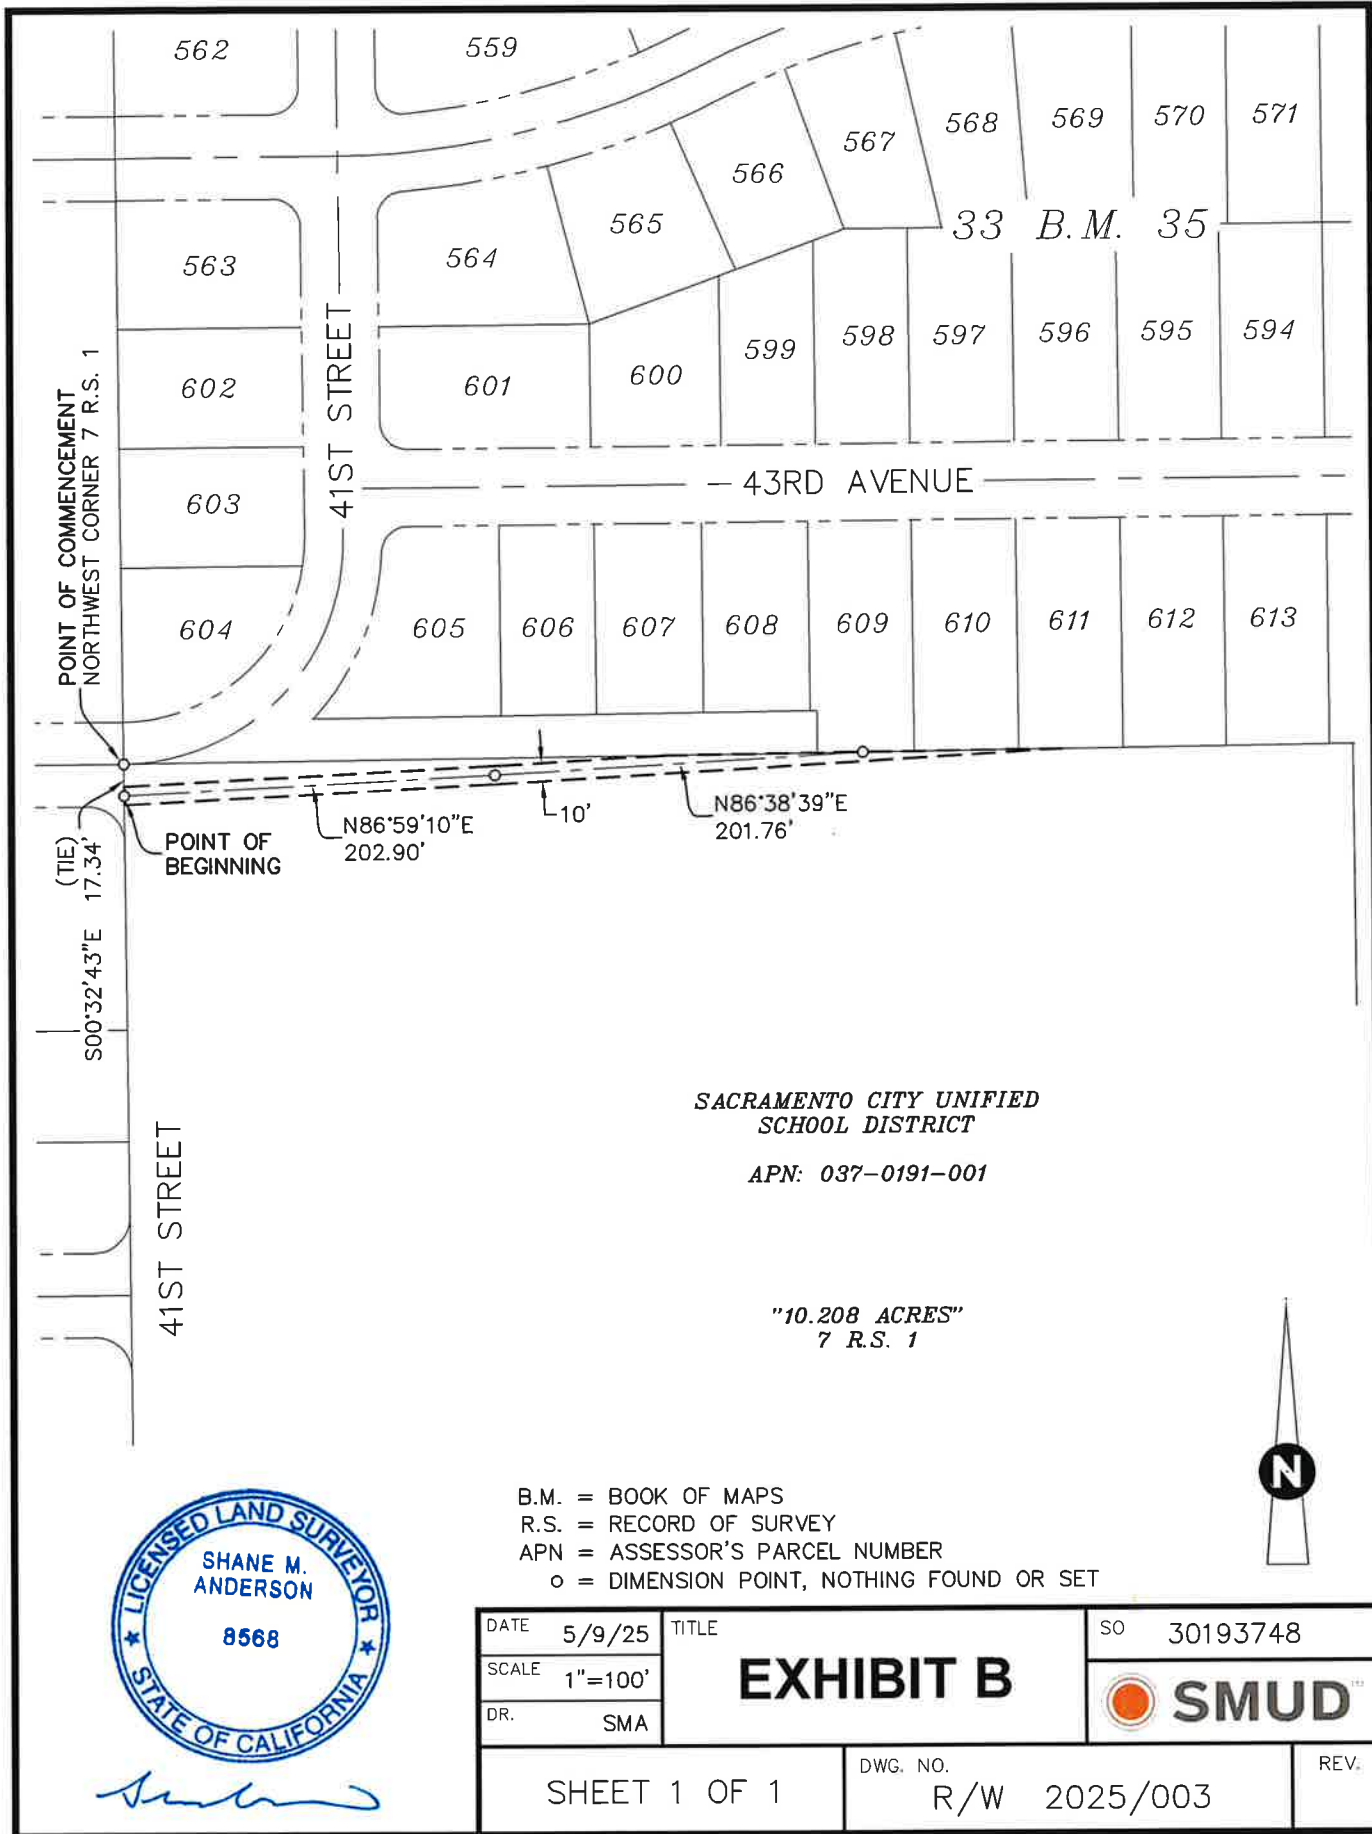 562
559
571
570
569
568
567
566
565
564
563
33 B.M. 35
594
595
596
597
598
599
600
601
602
41ST STREET
POINT OF COMMENCEMENT
NORTHWEST CORNER 7 R.S. 1
43RD AVENUE
603
604
605
606
607
608
609
610
611
612
613
10'
N86°38'39"E
201.76'
N86°59'10"E
202.90'
POINT OF
BEGINNING
(TIE)
S00°32'43"E 17.34'
41ST STREET
SACRAMENTO CITY UNIFIED
SCHOOL DISTRICT
APN: 037-0191-001
"10.208 ACRES"
7 R.S. 1
N
B.M. = BOOK OF MAPS
R.S. = RECORD OF SURVEY
APN = ASSESSOR'S PARCEL NUMBER
o = DIMENSION POINT, NOTHING FOUND OR SET
LICENSED LAND SURVEYOR
SHANE M.
ANDERSON
8568
STATE OF CALIFORNIA
DATE 5/9/25
SCALE 1"=100'
DR. SMA
TITLE
EXHIBIT B
SO 30193748
SMUD™
SHEET 1 OF 1
DWG. NO.
R/W 2025/003
REV.